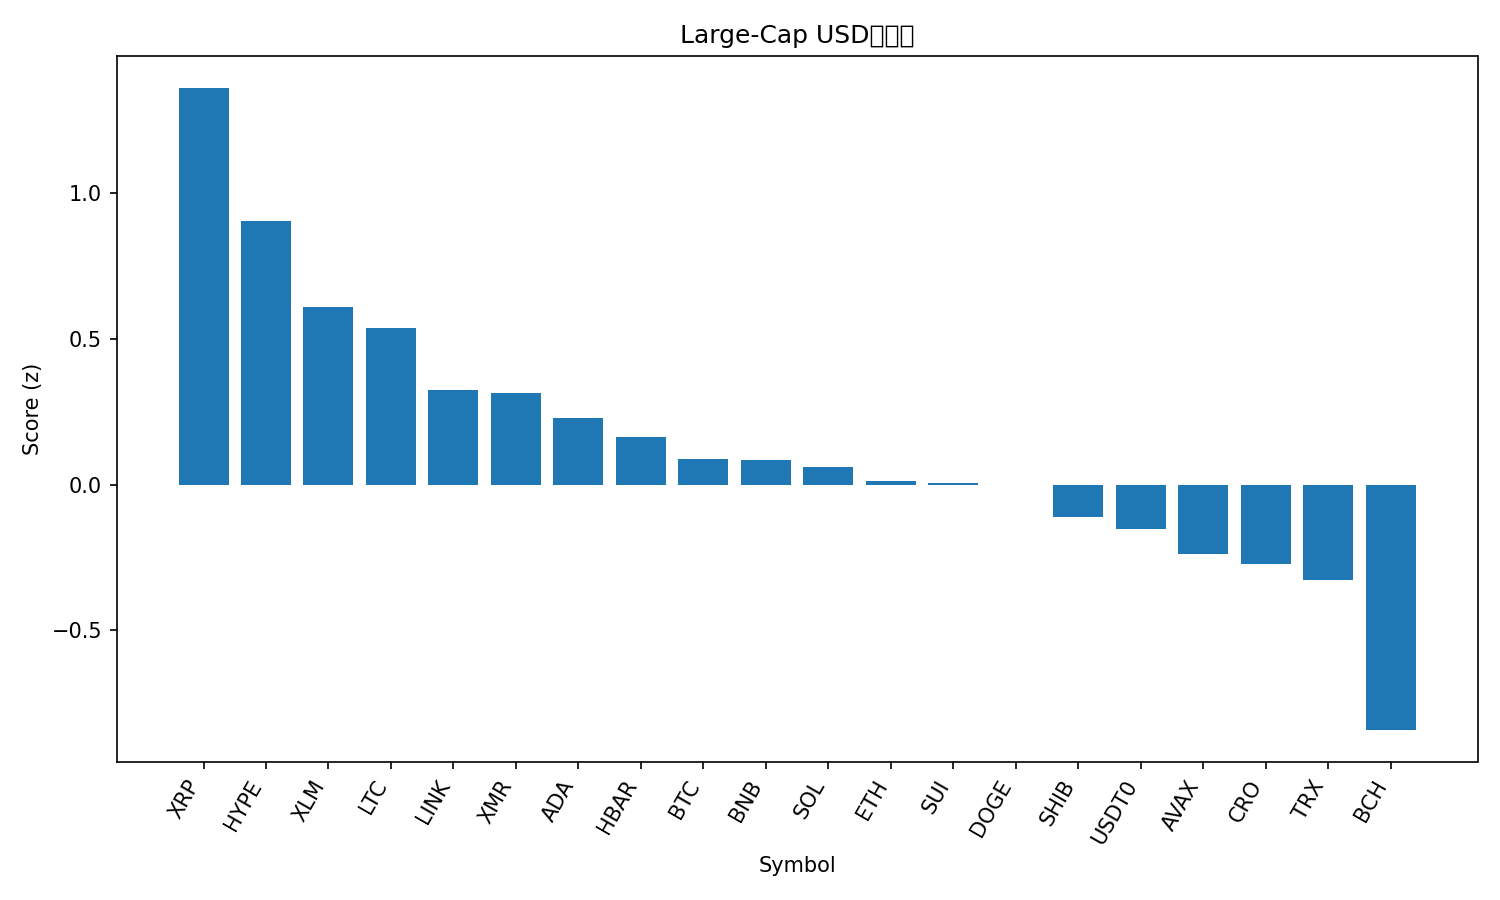 Large-Cap USD
Score (z)
1.0
0.5
0.0
−0.5
XRP
HYPE
XLM
LTC
LINK
XMR
ADA
HBAR
BTC
BNB
SOL
ETH
SUI
DOGE
SHIB
USDT0
AVAX
CRO
TRX
BCH
Symbol